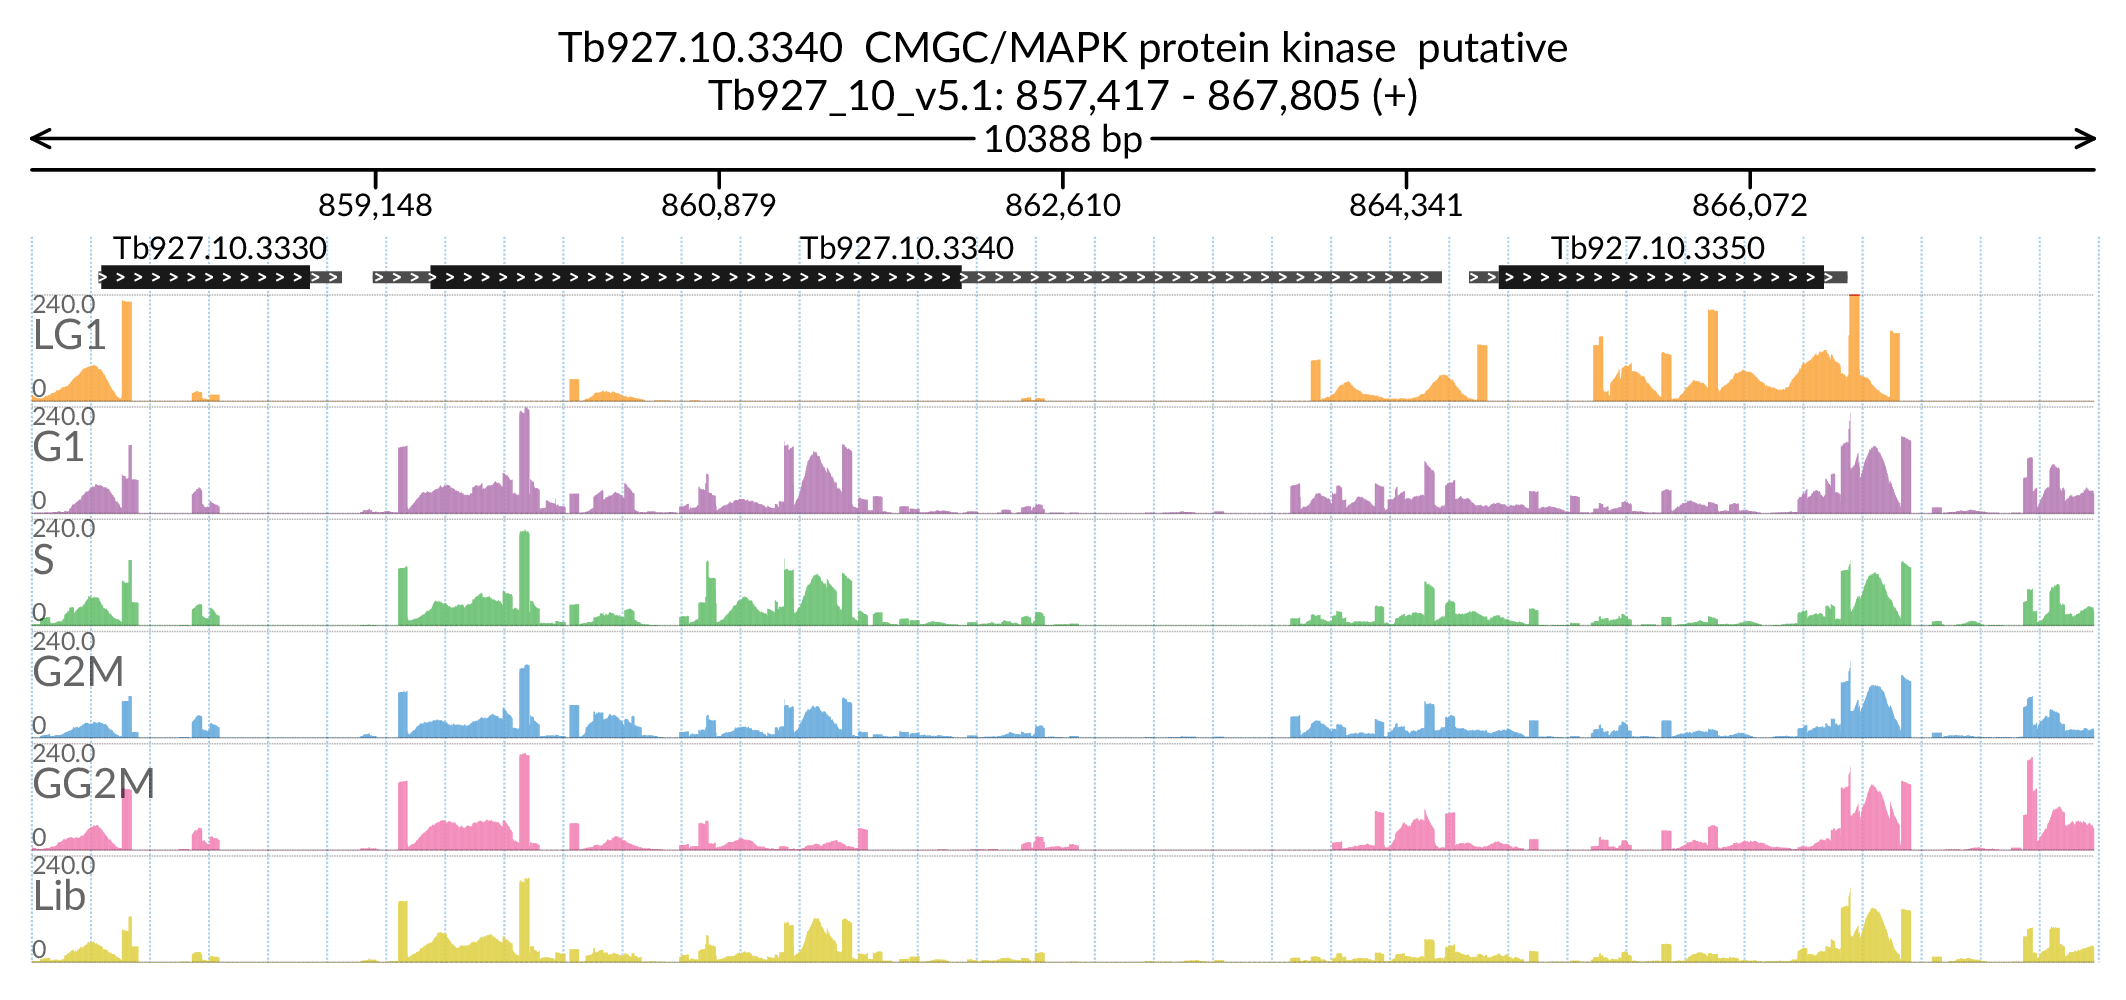 Tb927.10.3340  CMGC/MAPK protein kinase  putative
Tb927_10_v5.1: 857,417 - 867,805 (+)
10388 bp
859,148 860,879 862,610 864,341 866,072
Tb927.10.3330 Tb927.10.3340 Tb927.10.3350
240.0
LG1
0
240.0
G1
0
240.0
S
0
240.0
G2M
0
240.0
GG2M
0
240.0
Lib
0